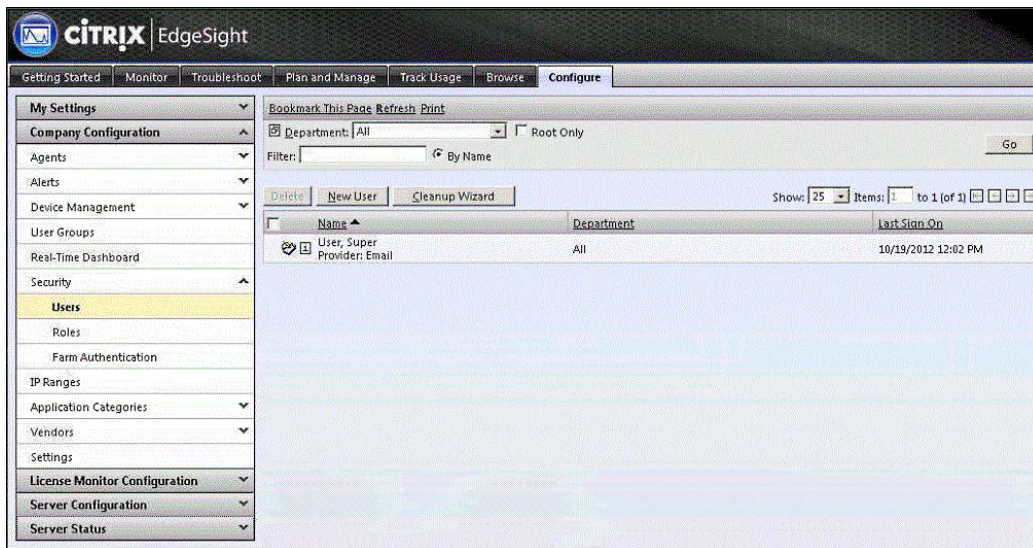 CİTRIX EdgeSight
Getting Started Monitor Troubleshoot Plan and Manage Track Usage Browse Configure
My Settings
Company Configuration
Agents
Alerts
Device Management
User Groups
Real-Time Dashboard
Security
Users
Roles
Farm Authentication
IP Ranges
Application Categories
Vendors
Settings
License Monitor Configuration
Server Configuration
Server Status
Bookmark This Page Refresh Print
Department: All Root Only
Filter: By Name
Go
Delete New User Cleanup Wizard Show: 25 Items: 1 to 1 (of 1)
Name Department Last Sign On
User, Super
Provider: Email
All
10/19/2012 12:02 PM